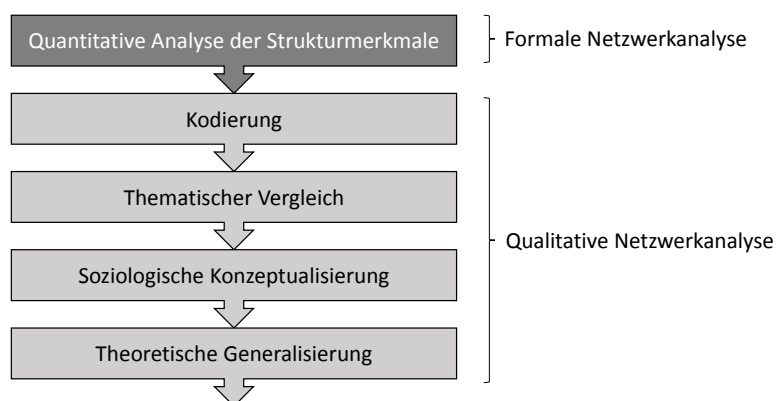 Quantitative Analyse der Strukturmerkmale
Formale Netzwerkanalyse
Kodierung
Thematischer Vergleich
Qualitative Netzwerkanalyse
Soziologische Konzeptualisierung
Theoretische Generalisierung